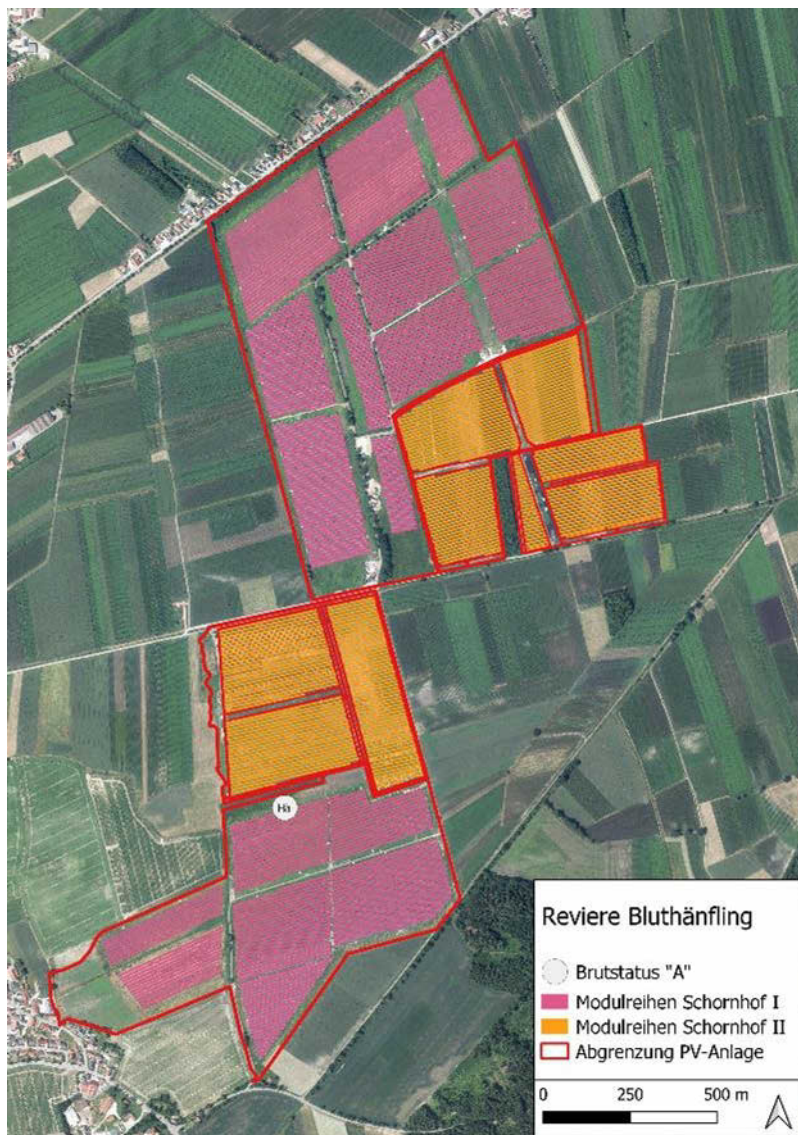 Hä
Reviere Bluthänfling
Brutstatus "A"
Modulreihen Schornhof I
Modulreihen Schornhof II
Abgrenzung PV-Anlage
0 250 500 m